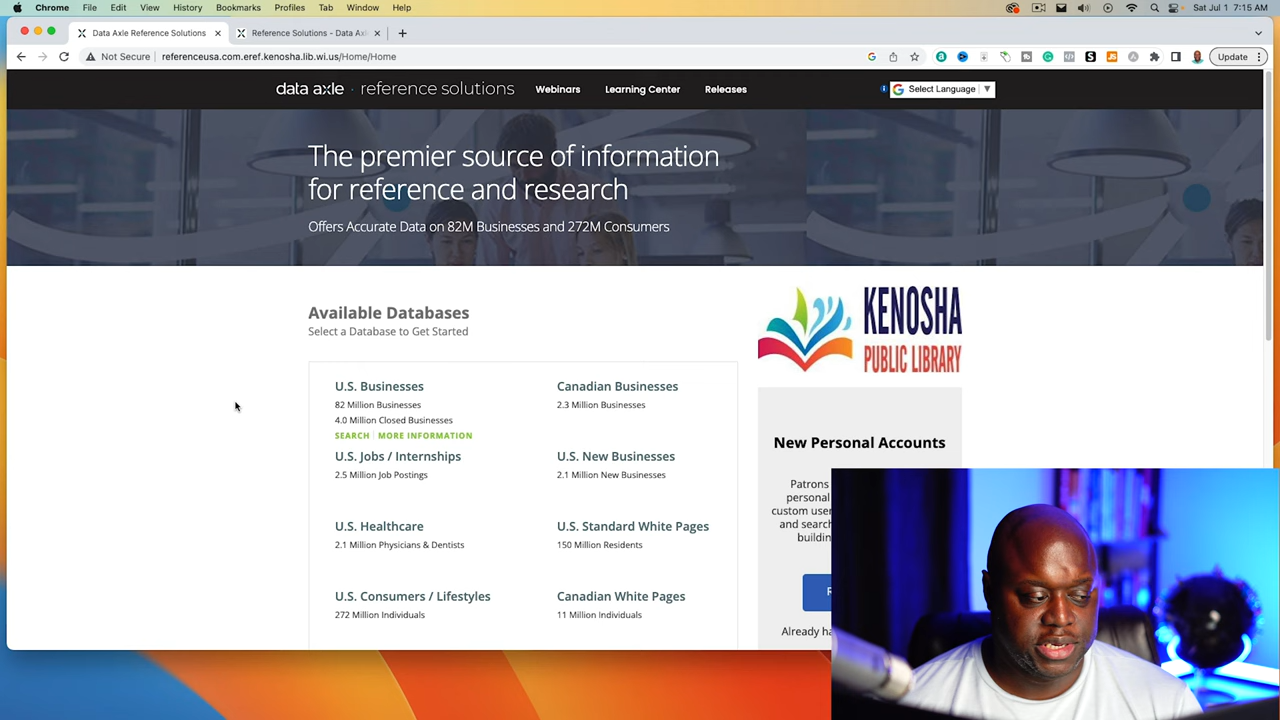 Chrome File Edit View History Bookmarks Profiles Tab Window Help Sat Jul 1 7:15 AM
Data Axle Reference Solutions
Reference Solutions - Data Ax
Not Secure referenceusa.com.eref.kenosha.lib.wi.us/Home/Home Update
data axle · reference solutions Webinars Learning Center Releases Select Language
The premier source of information
for reference and research
Offers Accurate Data on 82M Businesses and 272M Consumers
Available Databases
Select a Database to Get Started
U.S. Businesses
82 Million Businesses
4.0 Million Closed Businesses
SEARCH | MORE INFORMATION
Canadian Businesses
2.3 Million Businesses
U.S. Jobs / Internships
2.5 Million Job Postings
U.S. New Businesses
2.1 Million New Businesses
U.S. Healthcare
2.1 Million Physicians & Dentists
U.S. Standard White Pages
150 Million Residents
U.S. Consumers / Lifestyles
272 Million Individuals
Canadian White Pages
11 Million Individuals
KENOSHA
PUBLIC LIBRARY
New Personal Accounts
Patrons
personal
custom user
and search
buildin
R
Already ha